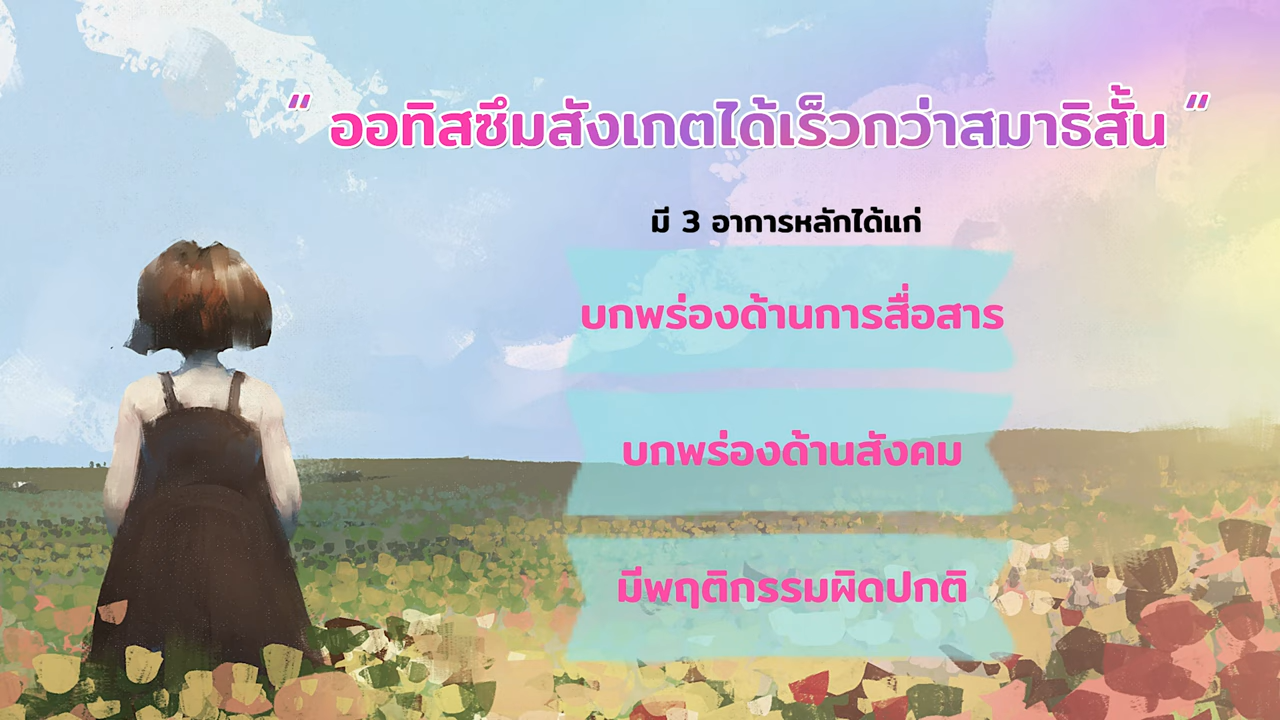 “ ออทิสซึมสังเกตได้เร็วกว่าสมาธิสั้น “
มี 3 อาการหลักได้แก่
บกพร่องด้านการสื่อสาร
บกพร่องด้านสังคม
มีพฤติกรรมผิดปกติ